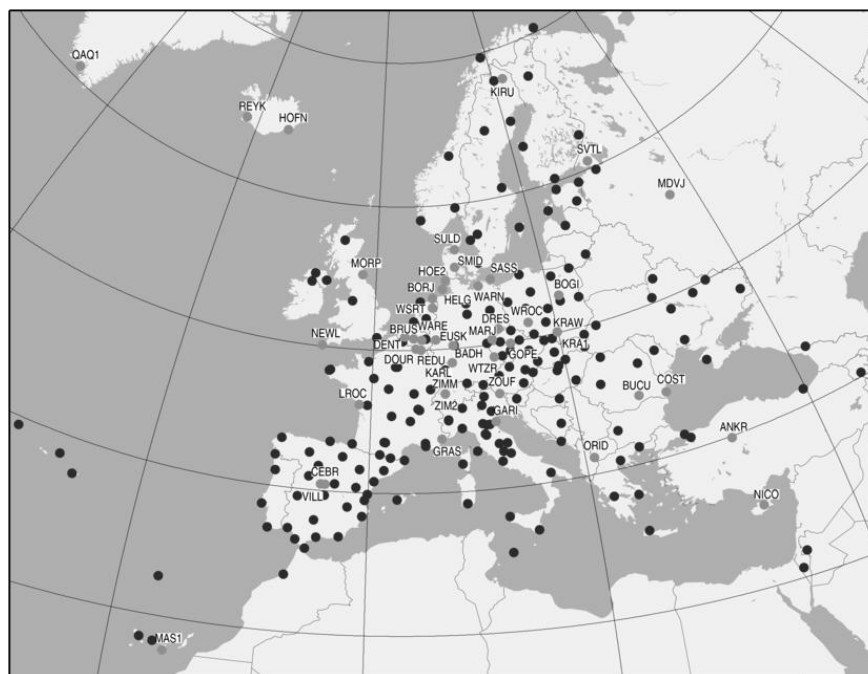 QAQ1
KIRU
REYK
HOFN
SVTL
MDVJ
SULD
MORP
SMID
HOE2
SASS
BORJ
WARN
BOGI
HELG
WSRT
WROC
DRES
NEWL
BRUS
WARE
MARJ
KRAW
EUSK
DENT
KRA1
GOPE
BADH
DOUR
REDU
WTZR
KARL
ZIMM
ZOUF
BUCU
COST
LROC
ZIM2
GARI
ANKR
GRAS
ORID
CEBR
VILL
NICO
MAS1